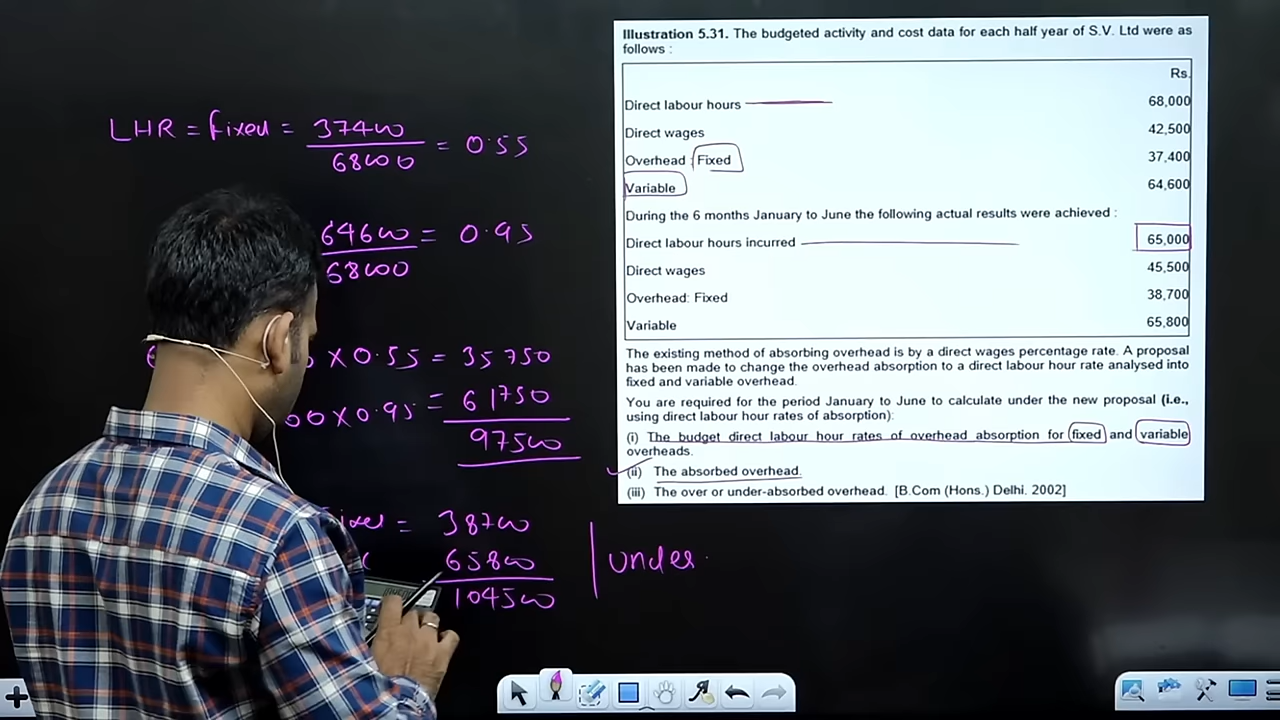 LHR = Fixed = 37400
68000
= 0.55
64600
68000
= 0.95
X 0.55 = 35750
00 X 0.95 = 61750
97500
= 38700
65800
104500
under.
Illustration 5.31. The budgeted activity and cost data for each half year of S.V. Ltd were as
follows :
Rs.
Direct labour hours 68,000
Direct wages 42,500
Overhead : Fixed 37,400
Variable 64,600
During the 6 months January to June the following actual results were achieved :
Direct labour hours incurred 65,000
Direct wages 45,500
Overhead: Fixed 38,700
Variable 65,800
The existing method of absorbing overhead is by a direct wages percentage rate. A proposal
has been made to change the overhead absorption to a direct labour hour rate analysed into
fixed and variable overhead.
You are required for the period January to June to calculate under the new proposal (i.e.,
using direct labour hour rates of absorption):
(i) The budget direct labour hour rates of overhead absorption for fixed and variable
overheads.
(ii) The absorbed overhead.
(iii) The over or under-absorbed overhead. [B.Com (Hons.) Delhi. 2002]